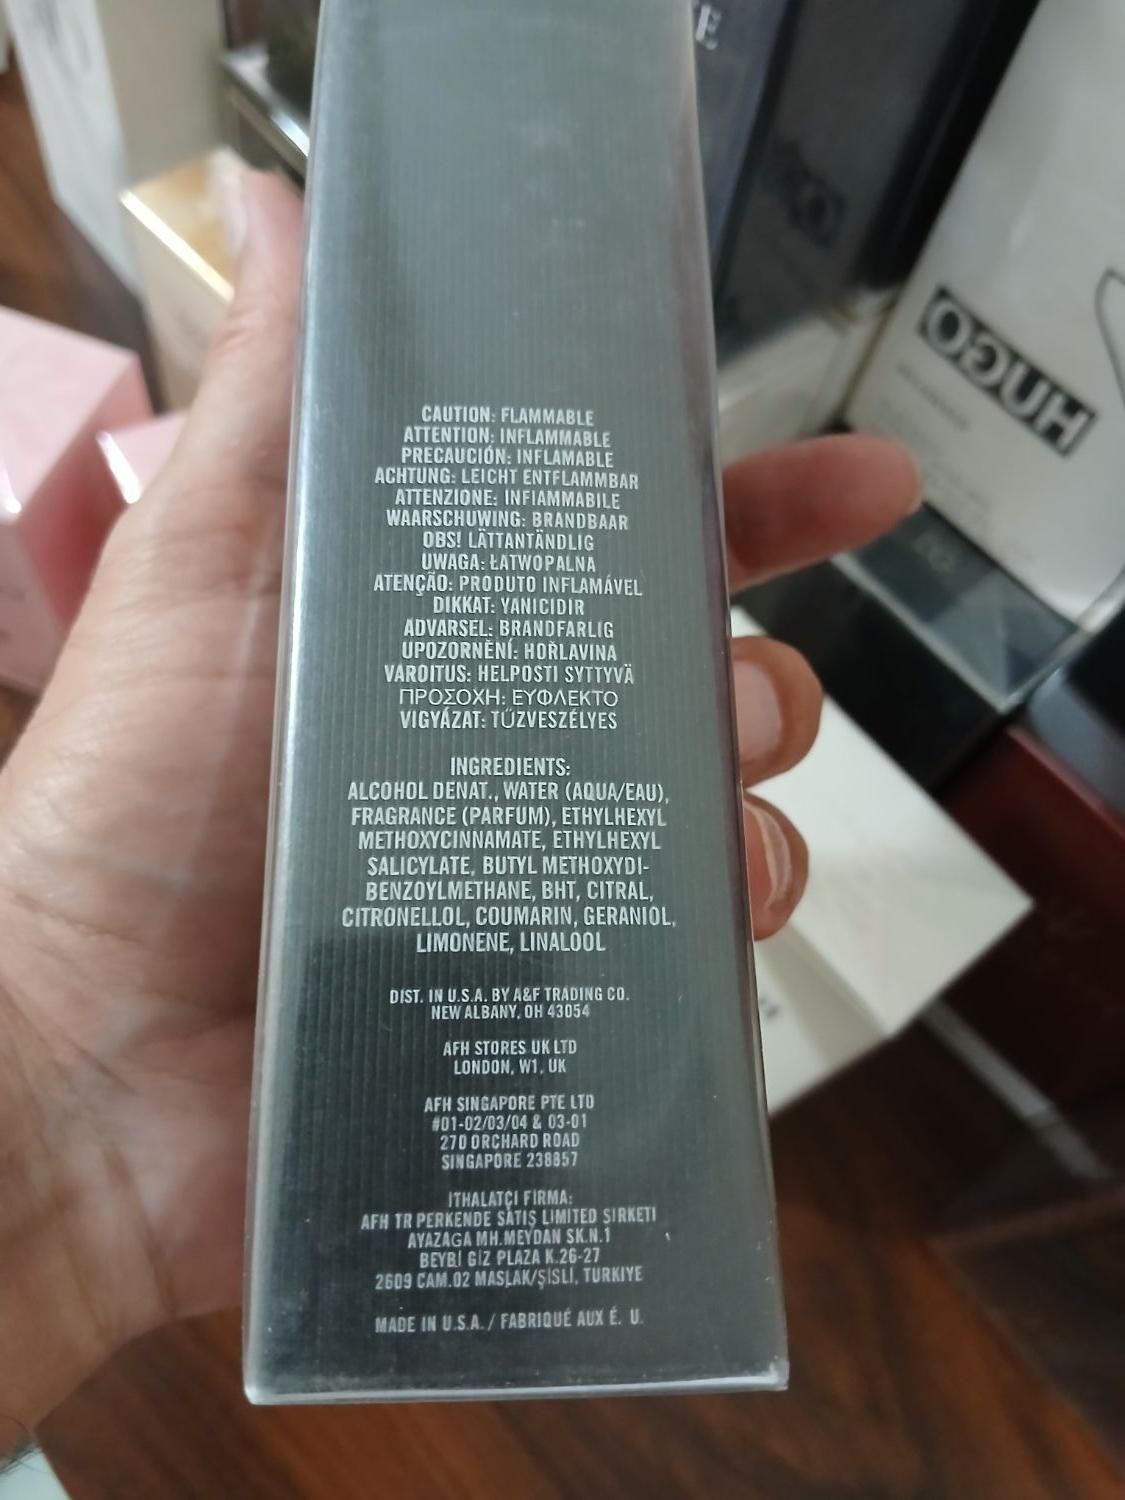 CAUTION: FLAMMABLE
ATTENTION: INFLAMMABLE
PRECAUCIÓN: INFLAMABLE
ACHTUNG: LEICHT ENTFLAMMBAR
ATTENZIONE: INFIAMMABILE
WAARSCHUWING: BRANDBAAR
OBS! LÄTTANTÄNDLIG
UWAGA: ŁATWOPALNA
ATENÇÃO: PRODUTO INFLAMÁVEL
DIKKAT: YANICIDIR
ADVARSEL: BRANDFARLIG
UPOZORNĚNÍ: HOŘLAVINA
VAROITUS: HELPOSTI SYTTYVÄ
ΠΡΟΣΟΧΗ: ΕΥΦΛΕΚΤΟ
VIGYÁZAT: TŰZVESZÉLYES
INGREDIENTS:
ALCOHOL DENAT., WATER (AQUA/EAU),
FRAGRANCE (PARFUM), ETHYLHEXYL
METHOXYCINNAMATE, ETHYLHEXYL
SALICYLATE, BUTYL METHOXYDI-
BENZOYLMETHANE, BHT, CITRAL,
CITRONELLOL, COUMARIN, GERANIOL,
LIMONENE, LINALOOL
DIST. IN U.S.A. BY A&F TRADING CO.
NEW ALBANY, OH 43054
AFH STORES UK LTD
LONDON, W1, UK
AFH SINGAPORE PTE LTD
#01-02/03/04 & 03-01
270 ORCHARD ROAD
SINGAPORE 238857
ITHALATÇI FIRMA:
AFH TR PERKENDE SATIŞ LIMITED SIRKETI
AYAZAGA MH.MEYDAN SK.N.1
BEYBI GIZ PLAZA K.26-27
2609 CAM.02 MASLAK/ŞISLI, TURKIYE
MADE IN U.S.A. / FABRIQUÉ AUX É. U.
HUGO